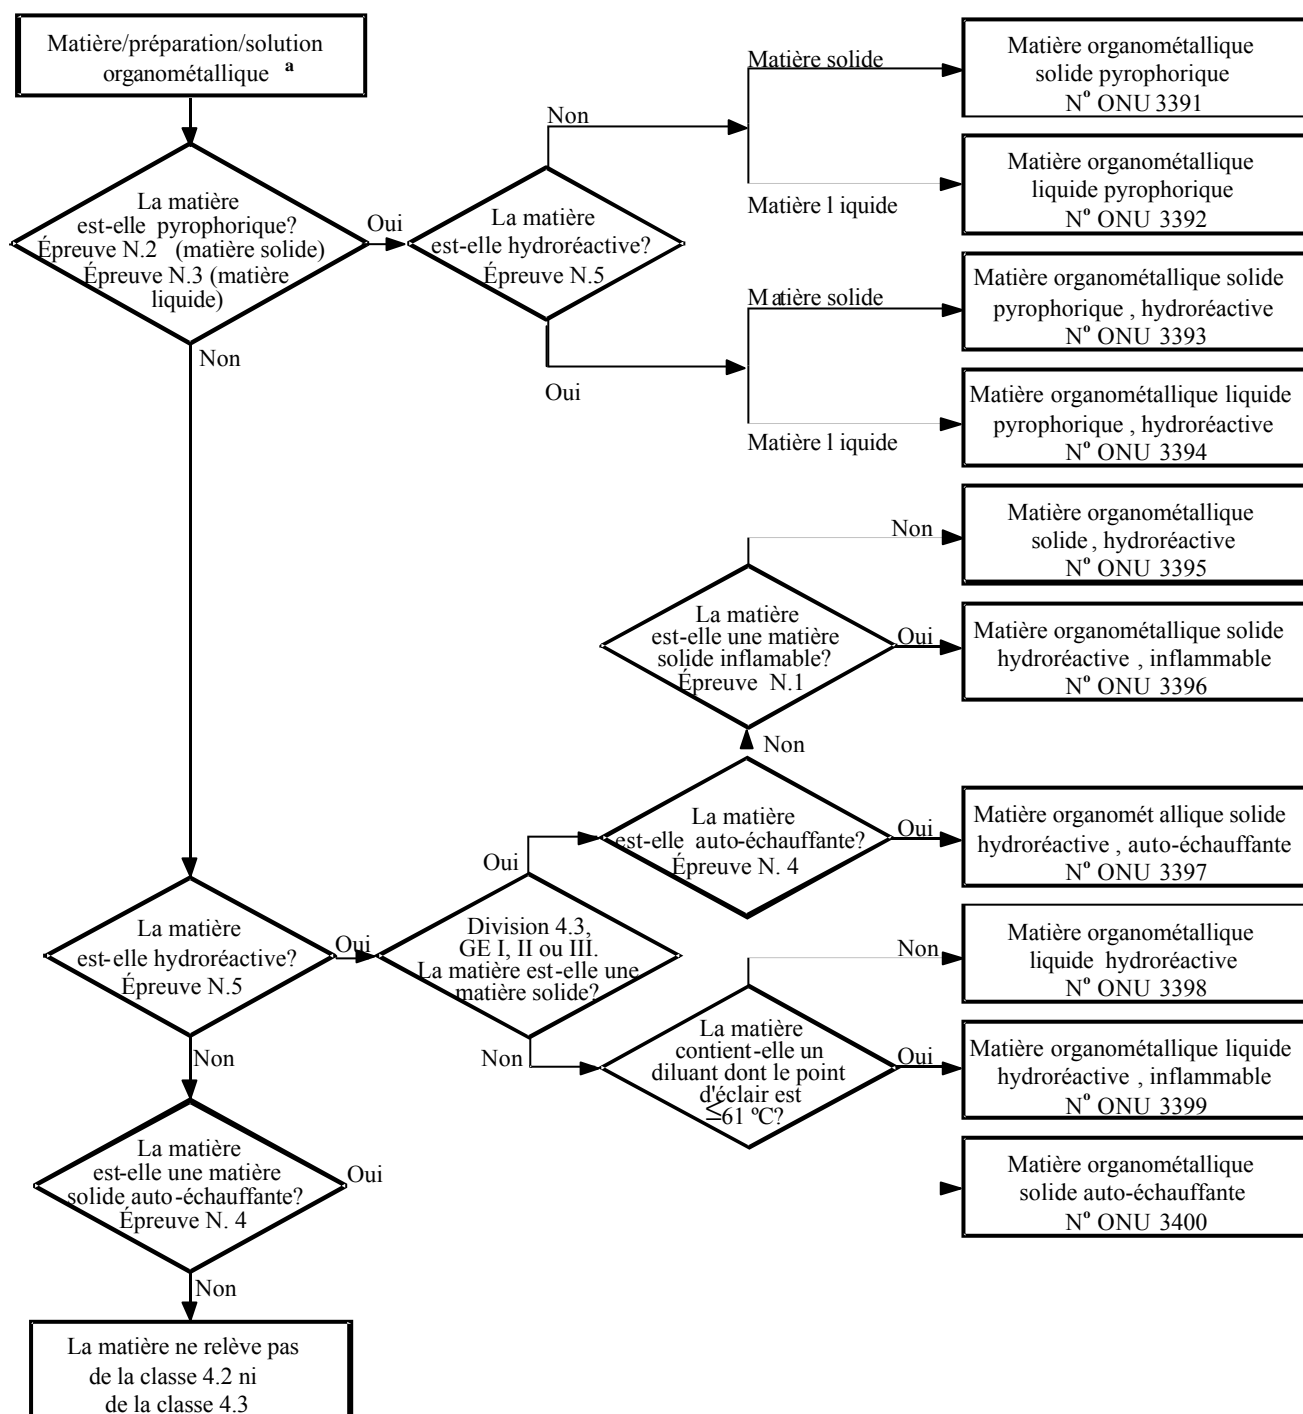 Matière/préparation/solution
organométallique a
La matière
est-elle pyrophorique?
Épreuve N.2 (matière solide)
Épreuve N.3 (matière
liquide)
Oui
Non
La matière
est-elle hydroréactive?
Épreuve N.5
Non
Oui
Matière solide
Matière l iquide
Matière organométallique
solide pyrophorique
Nº ONU 3391
Matière organométallique
liquide pyrophorique
Nº ONU 3392
M atière solide
Matière l iquide
Matière organométallique solide
pyrophorique , hydroréactive
Nº ONU 3393
Matière organométallique liquide
pyrophorique , hydroréactive
Nº ONU 3394
Non
Matière organométallique
solide , hydroréactive
Nº ONU 3395
La matière
est-elle une matière
solide inflamable?
Épreuve N.1
Oui
Matière organométallique solide
hydroréactive , inflammable
Nº ONU 3396
Non
La matière
est-elle auto-échauffante?
Épreuve N. 4
Oui
Matière organomét allique solide
hydroréactive , auto-échauffante
Nº ONU 3397
La matière
est-elle hydroréactive?
Épreuve N.5
Oui
Non
Division 4.3,
GE I, II ou III.
La matière est-elle une
matière solide?
Oui
Non
Non
Matière organométallique
liquide hydroréactive
Nº ONU 3398
La matière
contient-elle un
diluant dont le point
d'éclair est
≤61 ºC?
Oui
Matière organométallique liquide
hydroréactive , inflammable
Nº ONU 3399
La matière
est-elle une matière
solide auto-échauffante?
Épreuve N. 4
Oui
Non
Matière organométallique
solide auto-échauffante
Nº ONU 3400
La matière ne relève pas
de la classe 4.2 ni
de la classe 4.3